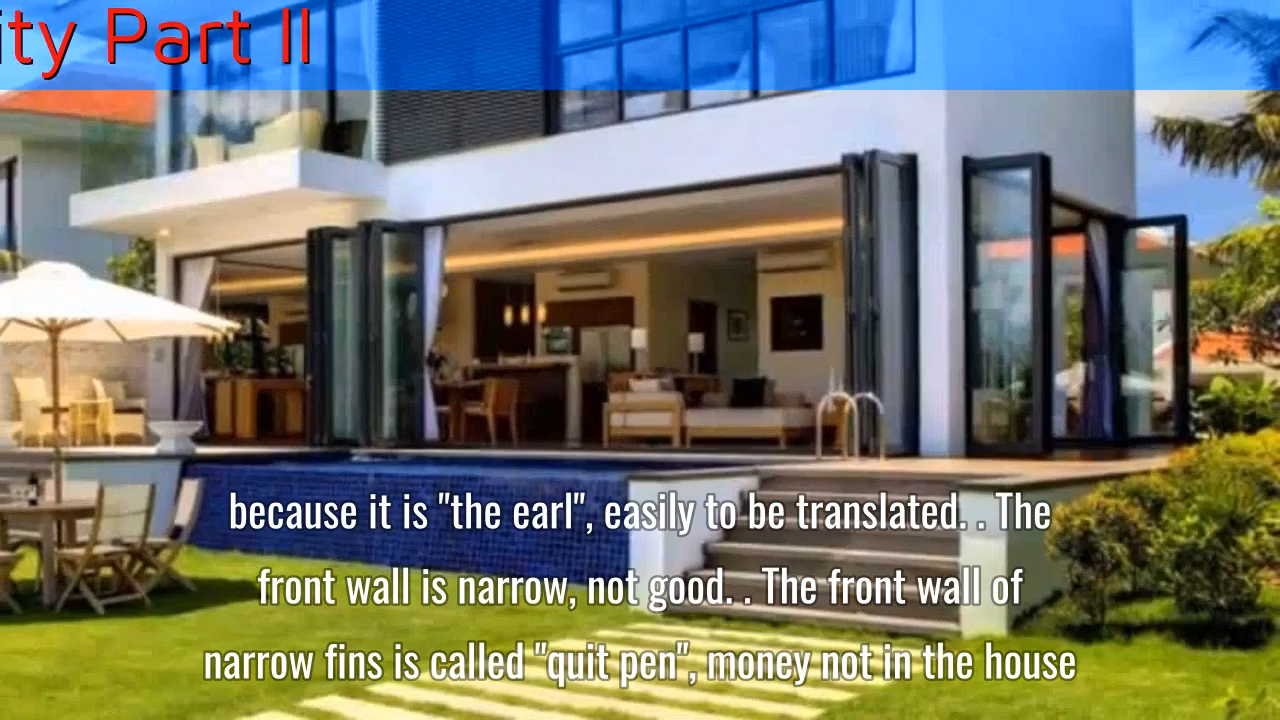 ity Part II
because it is "the earl", easily to be translated. . The
front wall is narrow, not good. . The front wall of
narrow fins is called "quit pen", money not in the house